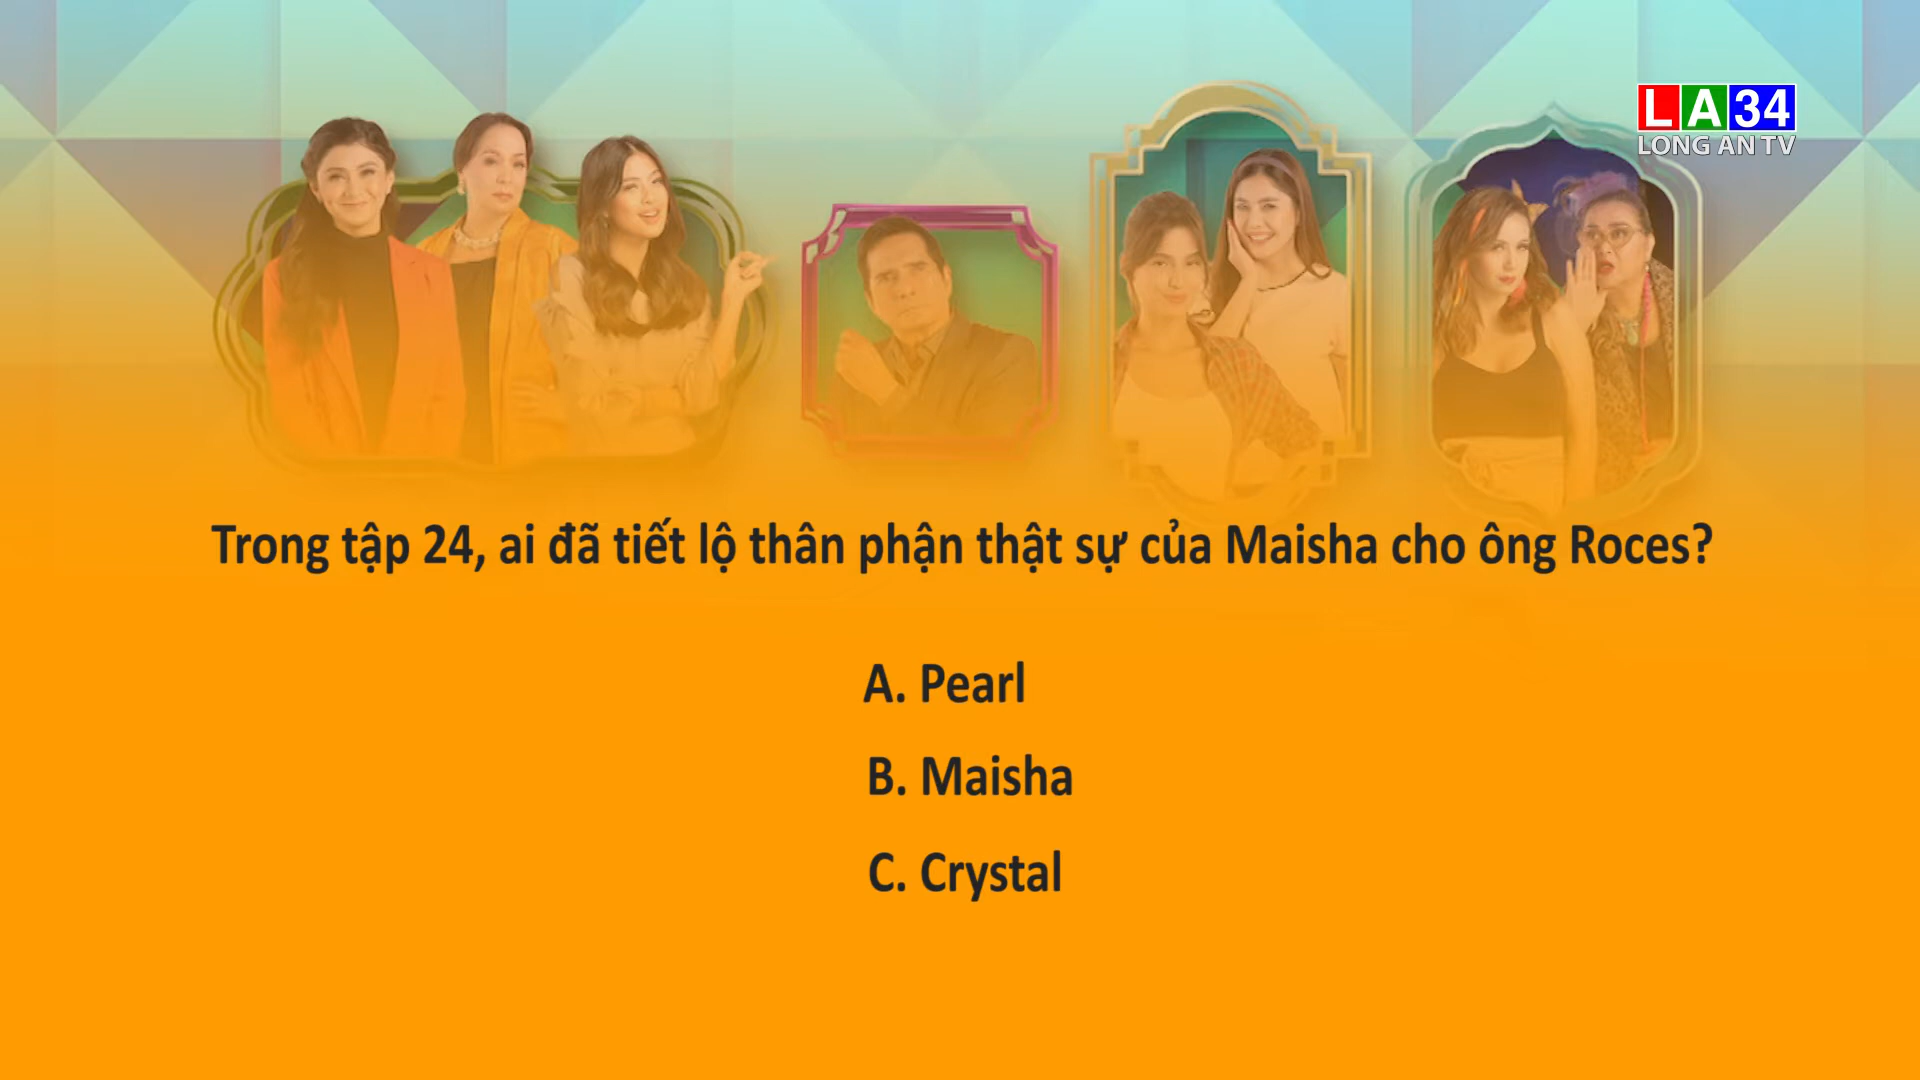 LA34
LONG AN TV
Trong tập 24, ai đã tiết lộ thân phận thật sự của Maisha cho ông Roces?
A. Pearl
B. Maisha
C. Crystal